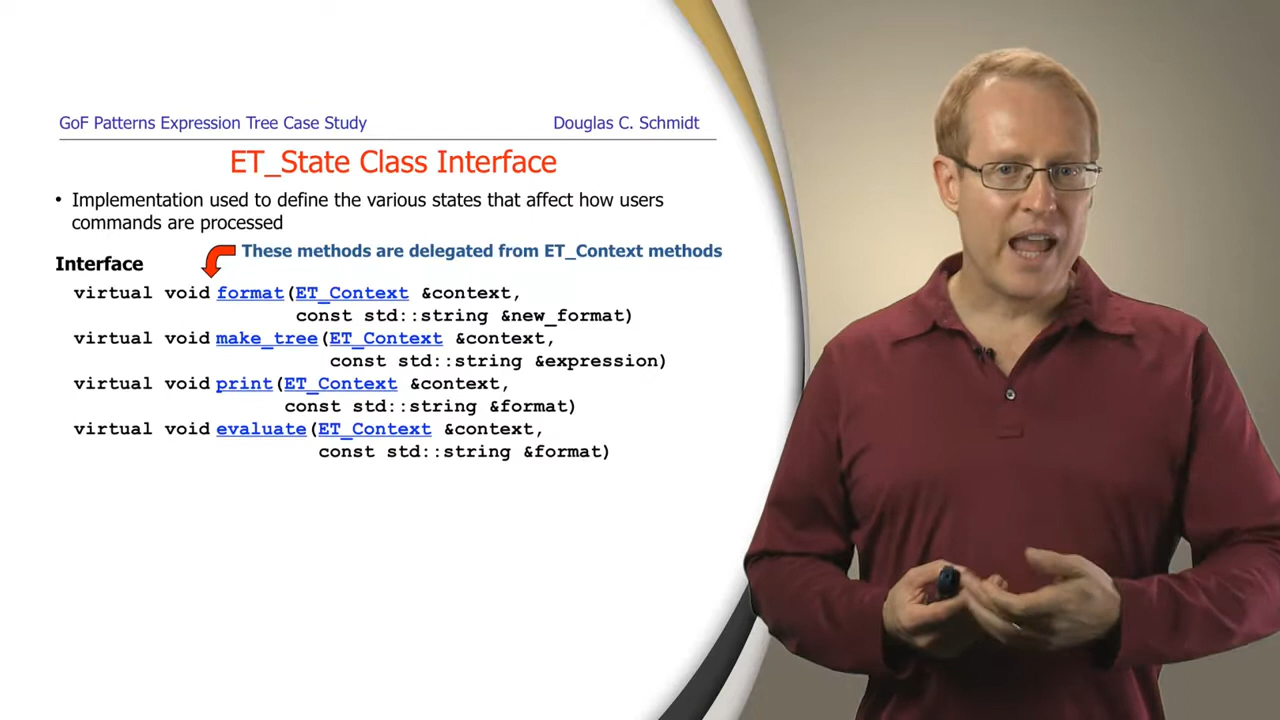 GoF Patterns Expression Tree Case Study Douglas C. Schmidt
ET_State Class Interface
• Implementation used to define the various states that affect how users
commands are processed
These methods are delegated from ET_Context methods
Interface
virtual void format(ET_Context &context,
const std::string &new_format)
virtual void make_tree(ET_Context &context,
const std::string &expression)
virtual void print(ET_Context &context,
const std::string &format)
virtual void evaluate(ET_Context &context,
const std::string &format)